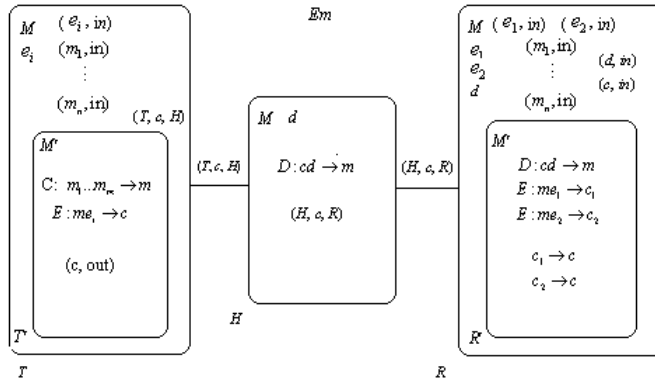 Em
M (e_i, in)
e_i (m_1, in)
⋮
(m_n, in)
(T, c, H)
M'
C: m_1...m_n → m
E : me_i → c
(c, out)
T'
T
(T, c, H)
M d
D : cd → m
(H, c, R)
H
(H, c, R)
M (e_1, in) (e_2, in)
e_1 (m_1, in)
e_2 ⋮ (d, in)
d (c, in)
(m_n, in)
M'
D : cd → m
E : me_1 → c_1
E : me_2 → c_2
c_1 → c
c_2 → c
R'
R